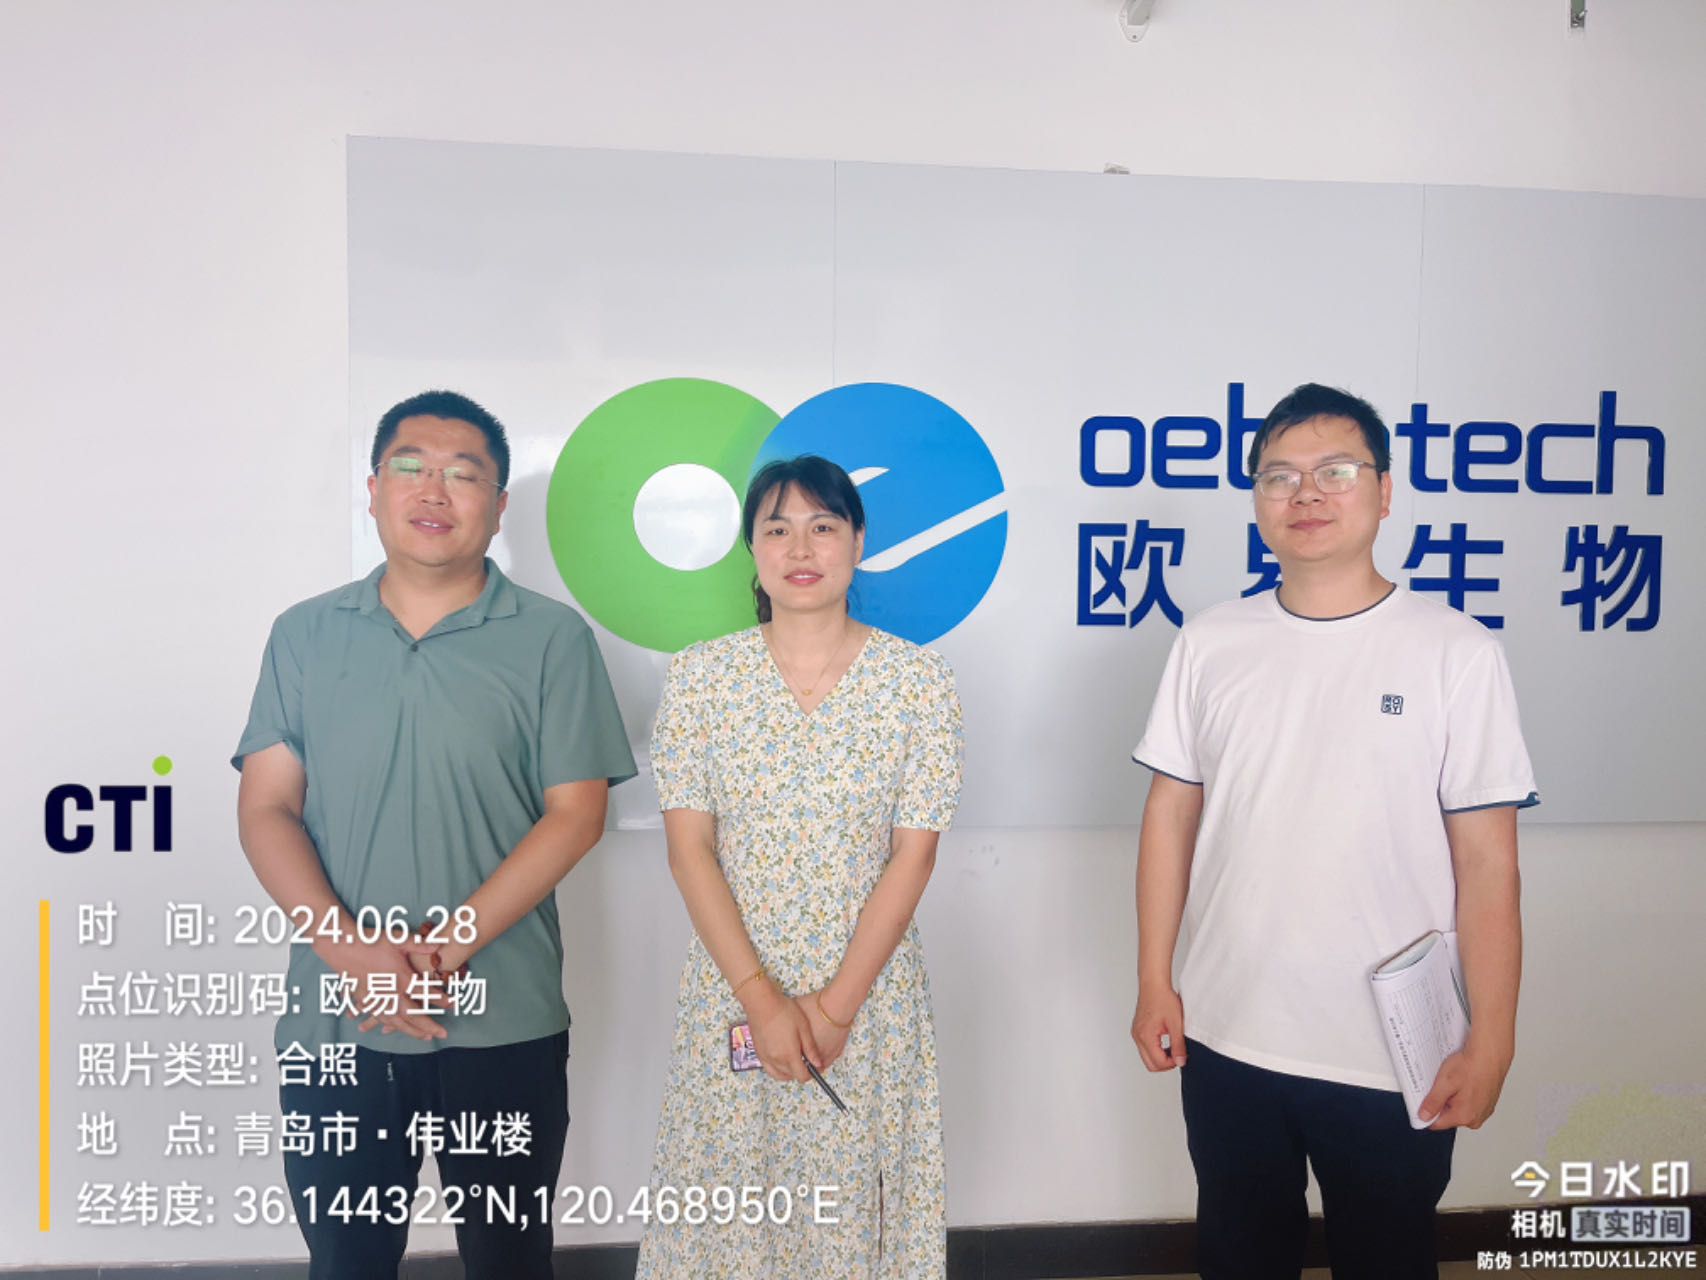 oeb tech
欧易生物
CTI
时 间: 2024.06.28
点位识别码: 欧易生物
照片类型: 合照
地 点: 青岛市·伟业楼
经纬度: 36.144322°N,120.468950°E
今日水印
相机 真实时间
防伪 1PM1TDUX1L2KYE